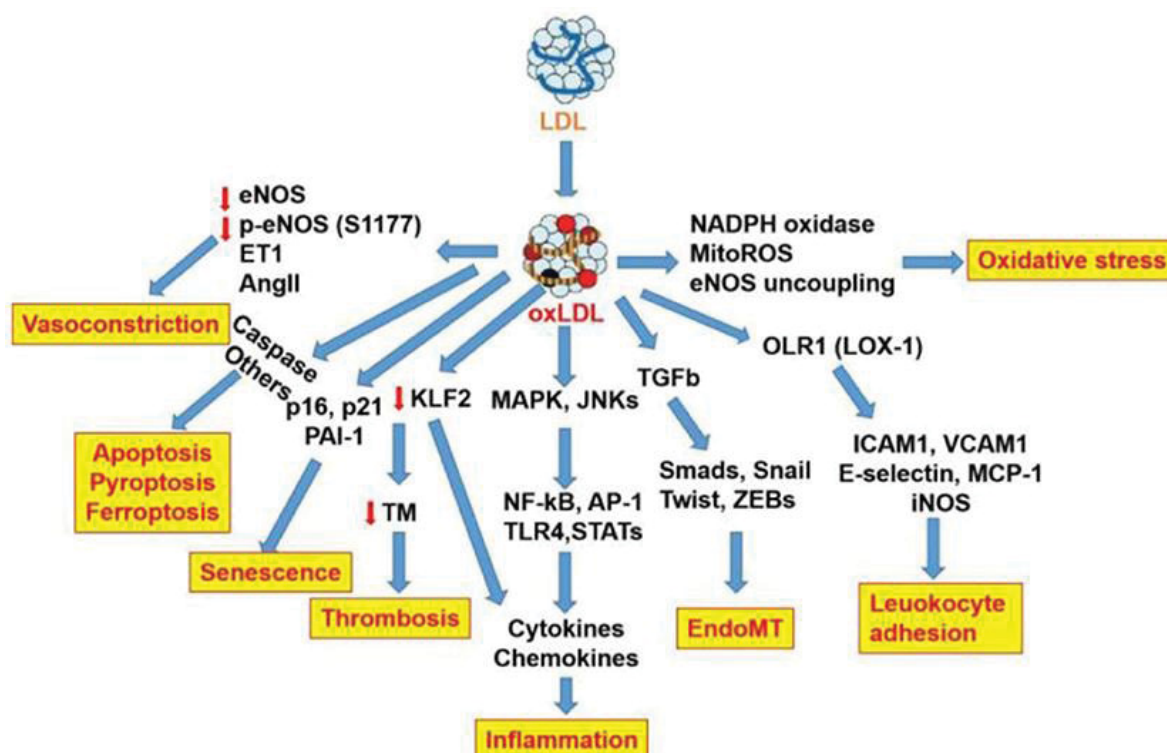 LDL
eNOS
p-eNOS (S1177)
ET1
AngII
Vasoconstriction
oxLDL
NADPH oxidase
MitoROS
eNOS uncoupling
Oxidative stress
Caspase
Others
Apoptosis
Pyroptosis
Ferroptosis
p16, p21
PAI-1
Senescence
KLF2
TM
Thrombosis
MAPK, JNKs
NF-kB, AP-1
TLR4,STATs
Cytokines
Chemokines
Inflammation
TGFb
Smads, Snail
Twist, ZEBs
EndoMT
OLR1 (LOX-1)
ICAM1, VCAM1
E-selectin, MCP-1
iNOS
Leuokocyte
adhesion